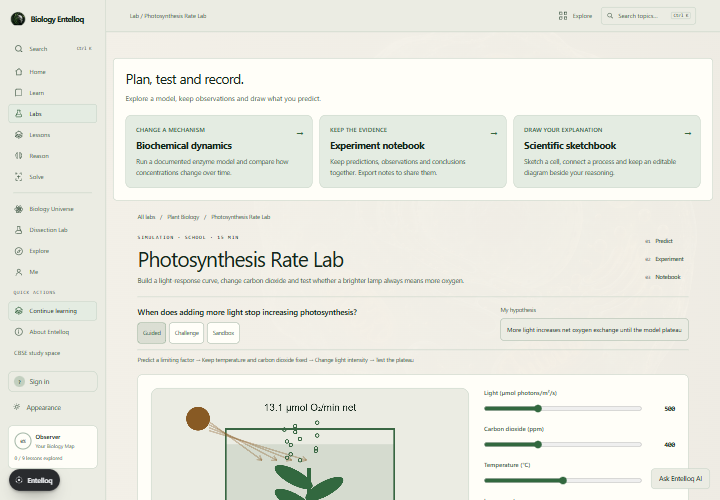 Biology Entelloq
Search Ctrl K
Home
Learn
Labs
Lessons
Reason
Solve
Biology Universe
Dissection Lab
Explore
Me
QUICK ACTIONS
Continue learning
About Entelloq
CBSE study space
Sign in
Appearance
Observer
Your Biology Map
0 / 9 lessons explored
Entelloq
Lab / Photosynthesis Rate Lab
Explore
Search topics... Ctrl K
Plan, test and record.
Explore a model, keep observations and draw what you predict.
CHANGE A MECHANISM →
Biochemical dynamics
Run a documented enzyme model and compare how
concentrations change over time.
KEEP THE EVIDENCE →
Experiment notebook
Keep predictions, observations and conclusions
together. Export notes to share them.
DRAW YOUR EXPLANATION →
Scientific sketchbook
Sketch a cell, connect a process and keep an editable
diagram beside your reasoning.
All labs / Plant Biology / Photosynthesis Rate Lab
SIMULATION · SCHOOL · 15 MIN
Photosynthesis Rate Lab
Build a light-response curve, change carbon dioxide and test whether a brighter lamp always means more oxygen.
01 Predict
02 Experiment
03 Notebook
When does adding more light stop increasing photosynthesis?
Guided Challenge Sandbox
My hypothesis
More light increases net oxygen exchange until the model plateau
Predict a limiting factor → Keep temperature and carbon dioxide fixed → Change light intensity → Test the plateau
13.1 μmol O₂/min net
Light (μmol photons/m²/s)
500
Carbon dioxide (ppm)
400
Temperature (°C)
Ask Entelloq AI